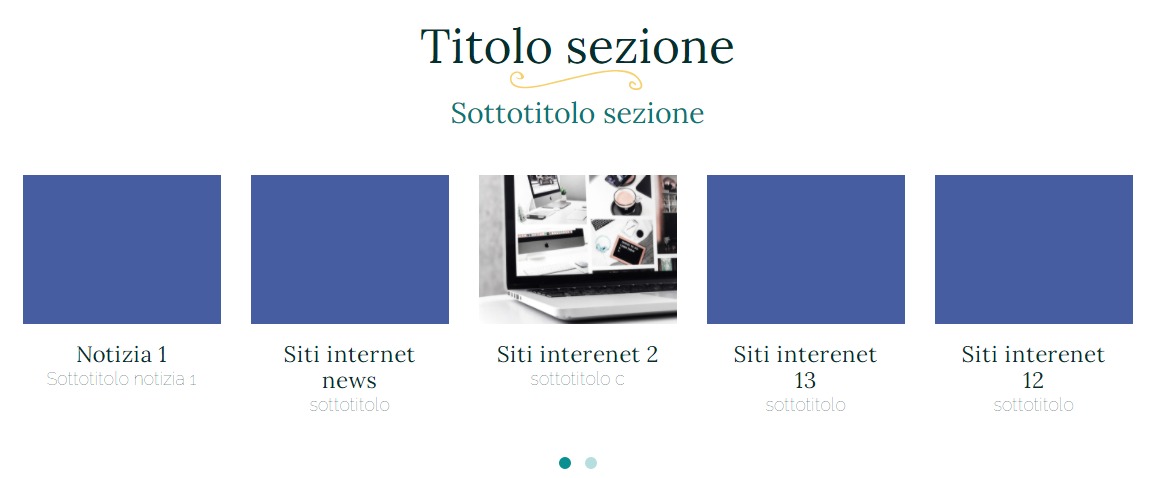 Titolo sezione
Sottotitolo sezione
Notizia 1
Sottotitolo notizia 1
Siti internet
news
sottotitolo
Siti interenet 2
sottotitolo c
Siti interenet
13
sottotitolo
Siti interenet
12
sottotitolo